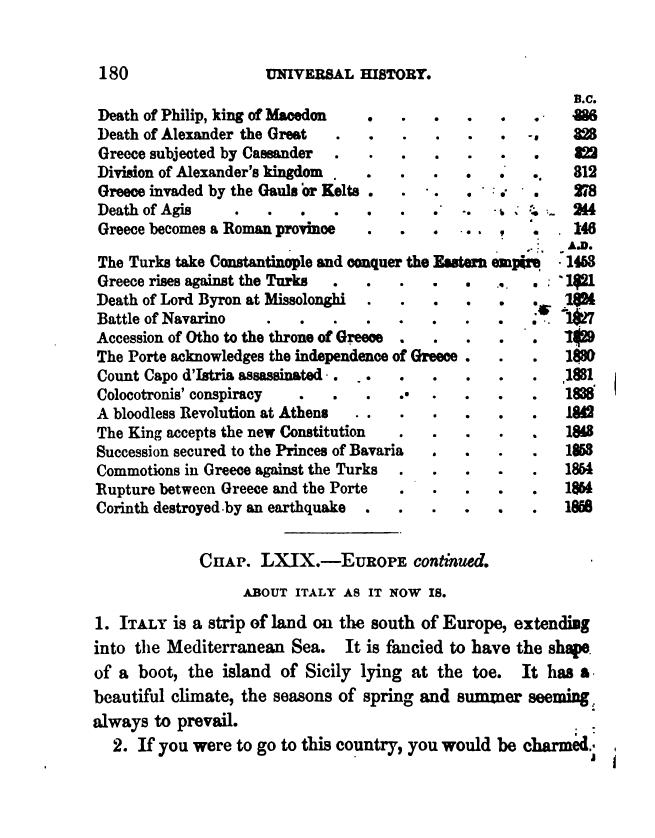 180 UNIVERSAL HISTORY.
B.C.
Death of Philip, king of Macedon . . . . . . 336
Death of Alexander the Great . . . . . . . 323
Greece subjected by Cassander . . . . . . . 322
Division of Alexander's kingdom . . . . . . . 312
Greece invaded by the Gauls or Kelts . . . . . . 278
Death of Agis . . . . . . . . . . 244
Greece becomes a Roman province . . . . . . 146
A.D.
The Turks take Constantinople and conquer the Eastern empire 1453
Greece rises against the Turks . . . . . . . 1821
Death of Lord Byron at Missolonghi . . . . . . 1824
Battle of Navarino . . . . . . . . . 1827
Accession of Otho to the throne of Greece . . . . . 1829
The Porte acknowledges the independence of Greece . . . 1830
Count Capo d'Istria assassinated . . . . . . . 1831
Colocotronis' conspiracy . . . . . . . . 1838
A bloodless Revolution at Athens . . . . . . . 1842
The King accepts the new Constitution . . . . . 1843
Succession secured to the Princes of Bavaria . . . . 1853
Commotions in Greece against the Turks . . . . . 1854
Rupture between Greece and the Porte . . . . . 1854
Corinth destroyed by an earthquake . . . . . . 1858
CHAP. LXIX.—EUROPE continued.
ABOUT ITALY AS IT NOW IS.
1. ITALY is a strip of land on the south of Europe, extending
into the Mediterranean Sea. It is fancied to have the shape
of a boot, the island of Sicily lying at the toe. It has a
beautiful climate, the seasons of spring and summer seeming
always to prevail.
2. If you were to go to this country, you would be charmed